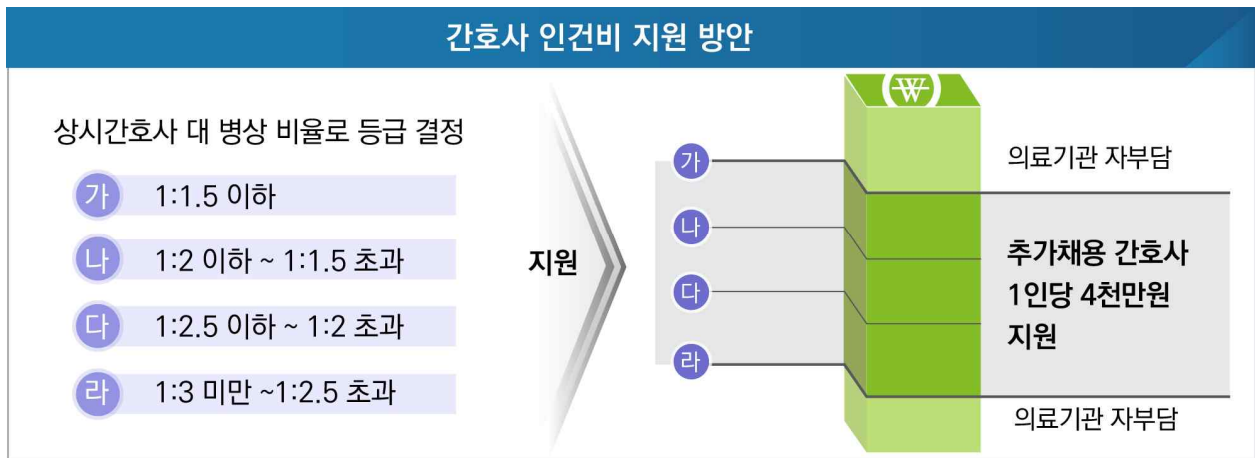 간호사 인건비 지원 방안
상시간호사 대 병상 비율로 등급 결정
가 1:1.5 이하
나 1:2 이하 ~ 1:1.5 초과
다 1:2.5 이하 ~ 1:2 초과
라 1:3 미만 ~1:2.5 초과
지원
₩
가
나
다
라
의료기관 자부담
추가채용 간호사
1인당 4천만원
지원
의료기관 자부담